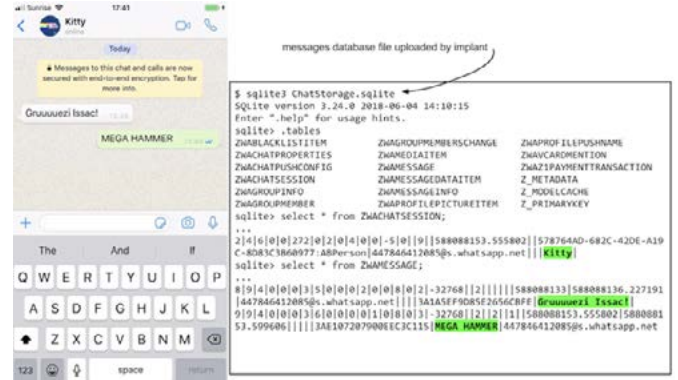 Sunrise 17:41
Kitty
online
Today
Messages to this chat and calls are now
secured with end-to-end encryption. Tap for
more info.
Gruuuuezi Issac!
MEGA HAMMER
The And If
Q W E R T Y U I O P
A S D F G H J K L
Z X C V B N M
123 space return
messages database file uploaded by implant
$ sqlite3 ChatStorage.sqlite
SQLite version 3.24.0 2018-06-04 14:10:15
Enter ".help" for usage hints.
sqlite> .tables
ZWABLACKLISTITEM ZWAGROUPMEMBERSCHANGE ZWAPROFILEPUSHNAME
ZWACHATPROPERTIES ZWAMEDIAITEM ZWAVCARDMENTION
ZWACHATPUSHCONFIG ZWAMESSAGE ZWAZ1PAYMENTTRANSACTION
ZWACHATSESSION ZWAMESSAGEDATAITEM Z_METADATA
ZWAGROUPINFO ZWAMESSAGEINFO Z_MODELCACHE
ZWAGROUPMEMBER ZWAPROFILEPICTUREITEM Z_PRIMARYKEY
sqlite> select * from ZWACHATSESSION;
...
2|4|6|0|0|272|0|2|0|4|0|0|-5|0||9||588088153.555802||578764AD-682C-42DE-A19
C-8D83C3860977:ABPerson|447846412085@s.whatsapp.net|||Kitty|
sqlite> select * from ZWAMESSAGE;
...
8|9|4|0|0|0|3|0|2|0|0|8|0|2|-32768||2||||||588088133|588088136.227191
|447846412085@s.whatsapp.net||||3A1A5EF9D85E2656CBFE|Gruuuuezi Issac!|
9|9|4|0|0|0|3|6|0|0|0|0|1|0|8|0|3|-32768||2||2||1||588088153.555802|5880881
53.599606|||||3AE107207900EEC3C115|MEGA HAMMER|447846412085@s.whatsapp.net